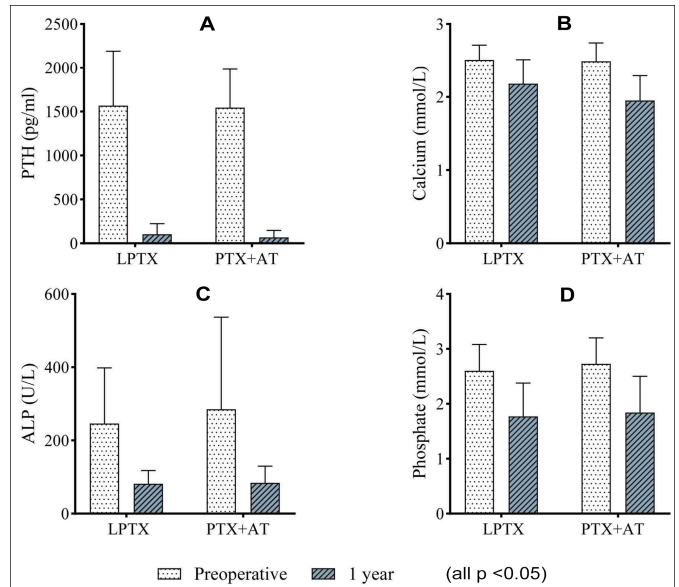 A
PTH (pg/ml)
2500
2000
1500
1000
500
0
LPTX PTX+AT
B
Calcium (mmol/L)
3
2
1
0
LPTX PTX+AT
C
ALP (U/L)
600
400
200
0
LPTX PTX+AT
D
Phosphate (mmol/L)
4
3
2
1
0
LPTX PTX+AT
Preoperative 1 year (all p <0.05)